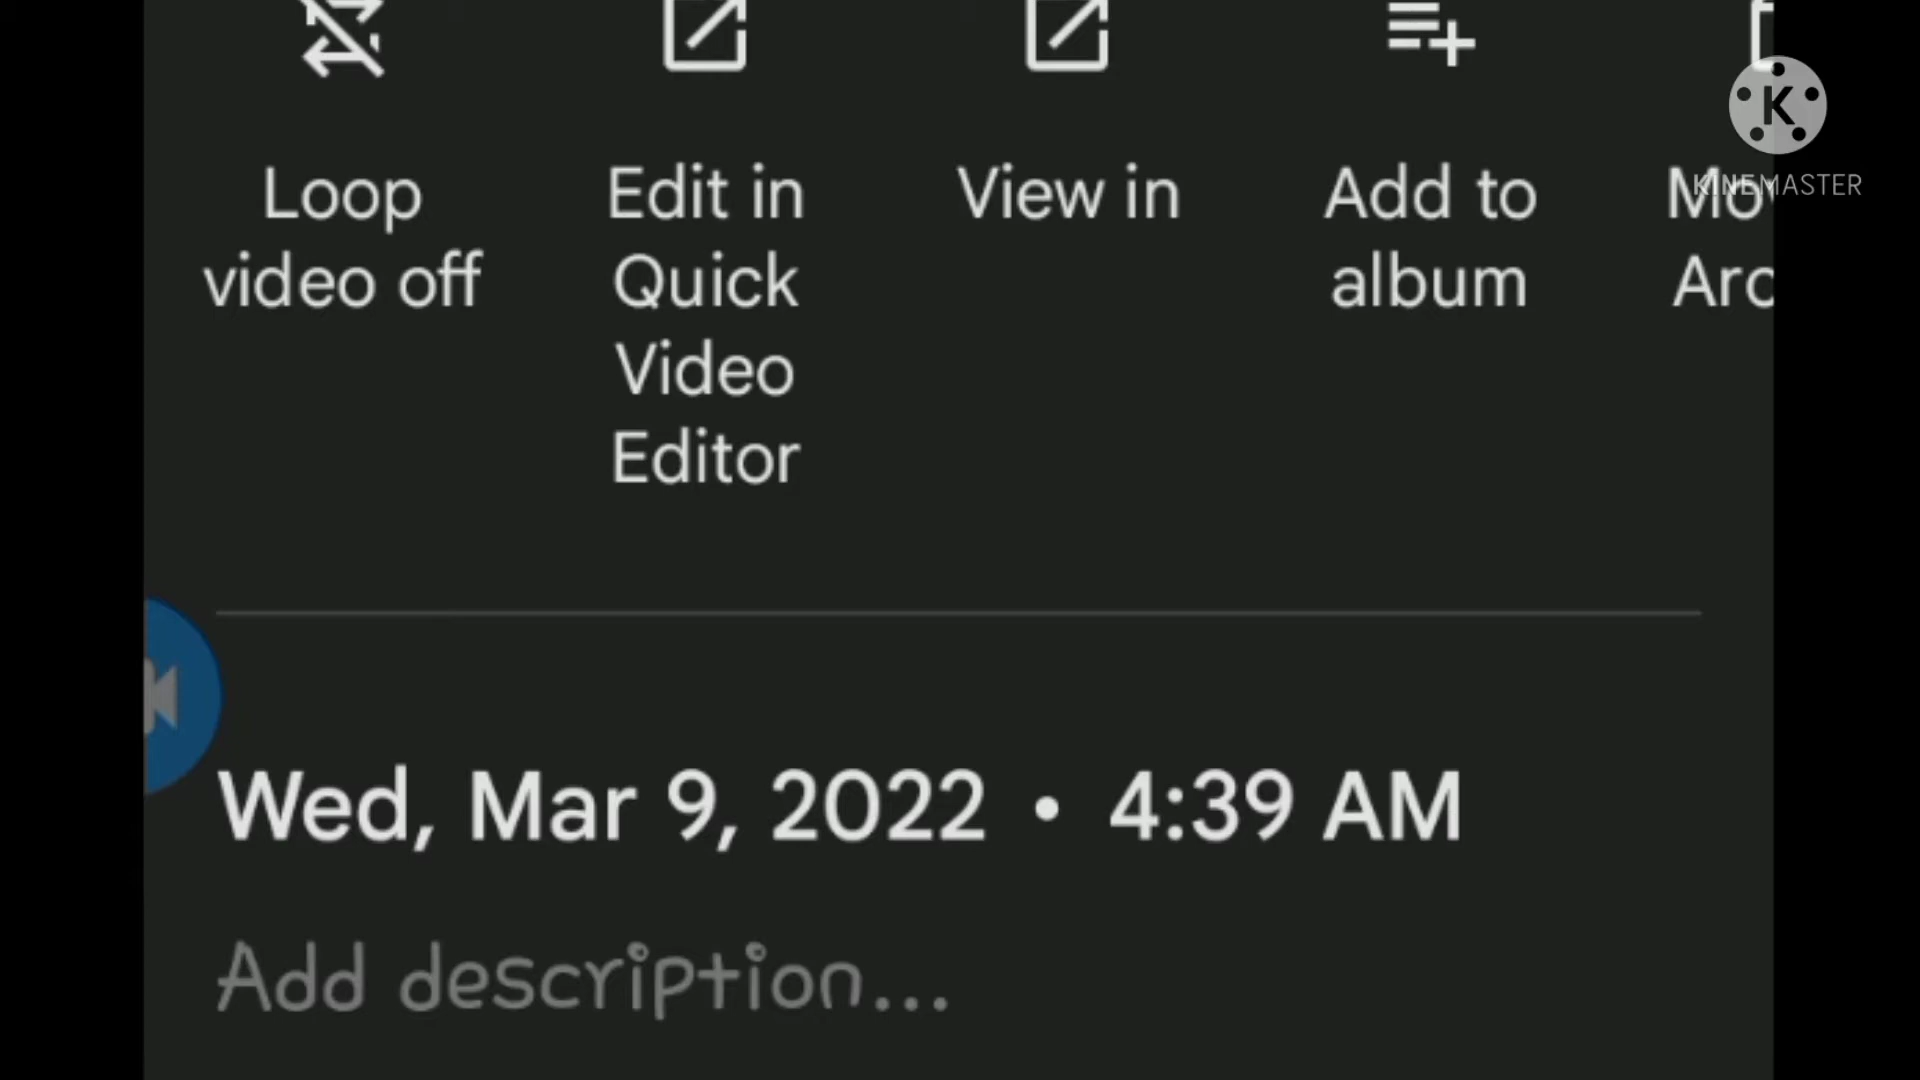 Loop
video off
Edit in
Quick
Video
Editor
View in
Add to
album
K
KINEMASTER
Wed, Mar 9, 2022 • 4:39 AM
Add description...